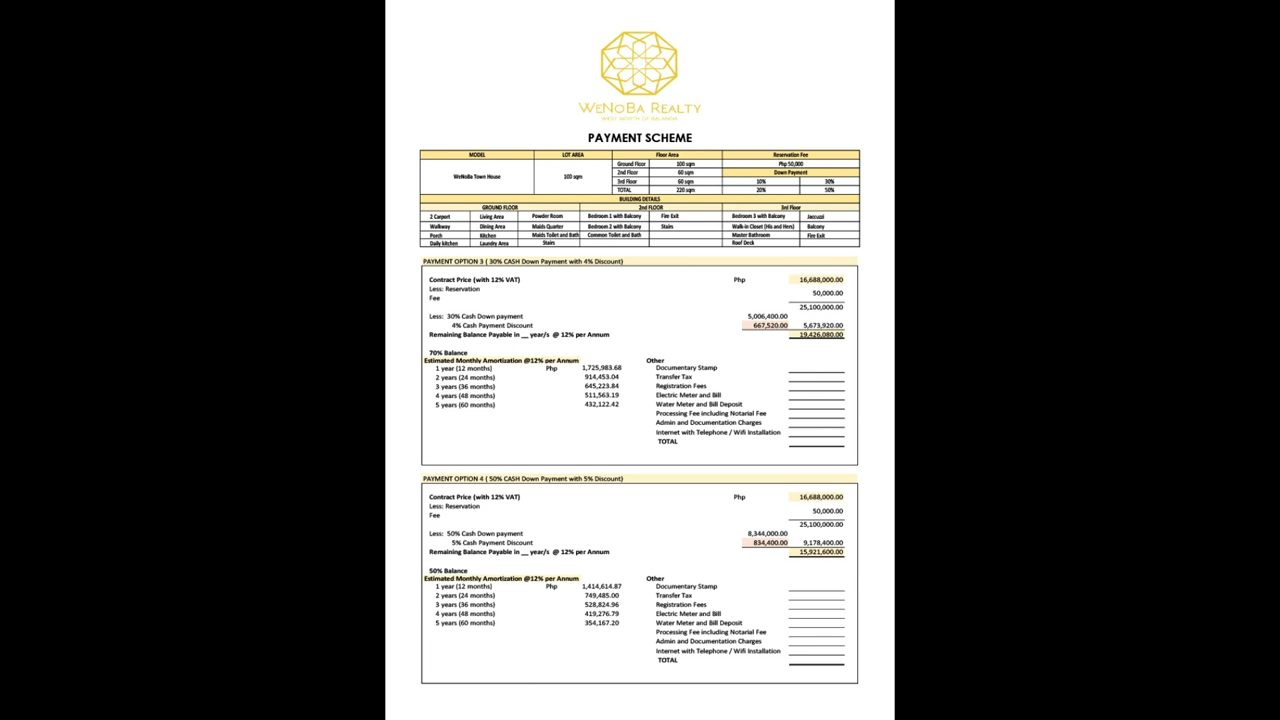 WeNoBa Realty
WEST NORTH OF BALANGA
PAYMENT SCHEME
MODEL LOT AREA Floor Area Reservation Fee
Ground Floor 100 sqm Php 50,000
WeNoBa Town House 100 sqm 2nd Floor 60 sqm Down Payment
3rd Floor 60 sqm 10% 30%
TOTAL 220 sqm 20% 50%
BUILDING DETAILS
GROUND FLOOR 2nd FLOOR 3rd Floor
2 Carport Living Area Powder Room Bedroom 1 with Balcony Fire Exit Bedroom 3 with Balcony Jaccuzi
Walkway Dining Area Maids Quarter Bedroom 2 with Balcony Stairs Walk-in Closet (His and Hers) Balcony
Porch Kitchen Maids Toilet and Bath Common Toilet and Bath Master Bathroom Fire Exit
Daily kitchen Laundry Area Stairs Roof Deck
PAYMENT OPTION 3 ( 30% CASH Down Payment with 4% Discount)
Contract Price (with 12% VAT) Php 16,688,000.00
Less: Reservation
Fee 50,000.00
25,100,000.00
Less: 30% Cash Down payment 5,006,400.00
4% Cash Payment Discount 667,520.00 5,673,920.00
Remaining Balance Payable in __ year/s @ 12% per Annum 19,426,080.00
70% Balance
Estimated Monthly Amortization @12% per Annum Other
1 year (12 months) Php 1,725,983.68 Documentary Stamp
2 years (24 months) 914,453.04 Transfer Tax
3 years (36 months) 645,223.84 Registration Fees
4 years (48 months) 511,563.19 Electric Meter and Bill
5 years (60 months) 432,122.42 Water Meter and Bill Deposit
Processing Fee including Notarial Fee
Admin and Documentation Charges
Internet with Telephone / Wifi Installation
TOTAL
PAYMENT OPTION 4 ( 50% CASH Down Payment with 5% Discount)
Contract Price (with 12% VAT) Php 16,688,000.00
Less: Reservation
Fee 50,000.00
25,100,000.00
Less: 50% Cash Down payment 8,344,000.00
5% Cash Payment Discount 834,400.00 9,178,400.00
Remaining Balance Payable in __ year/s @ 12% per Annum 15,921,600.00
50% Balance
Estimated Monthly Amortization @12% per Annum Other
1 year (12 months) Php 1,414,614.87 Documentary Stamp
2 years (24 months) 749,485.00 Transfer Tax
3 years (36 months) 528,824.96 Registration Fees
4 years (48 months) 419,276.79 Electric Meter and Bill
5 years (60 months) 354,167.20 Water Meter and Bill Deposit
Processing Fee including Notarial Fee
Admin and Documentation Charges
Internet with Telephone / Wifi Installation
TOTAL